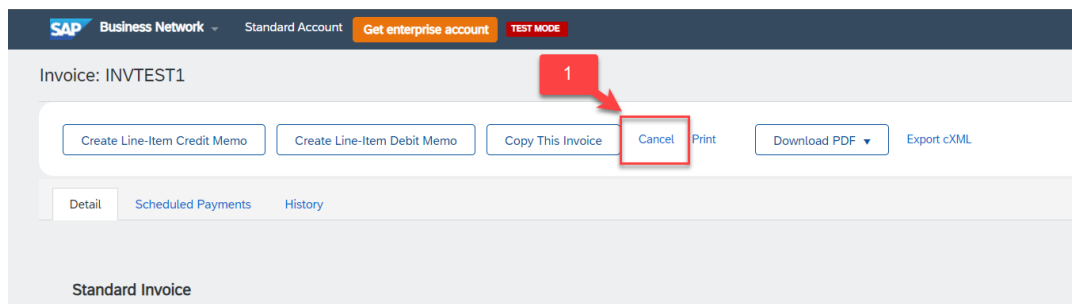 SAP Business Network Standard Account Get enterprise account TEST MODE
Invoice: INVTEST1
1
Create Line-Item Credit Memo Create Line-Item Debit Memo Copy This Invoice Cancel Print Download PDF Export cXML
Detail Scheduled Payments History
Standard Invoice